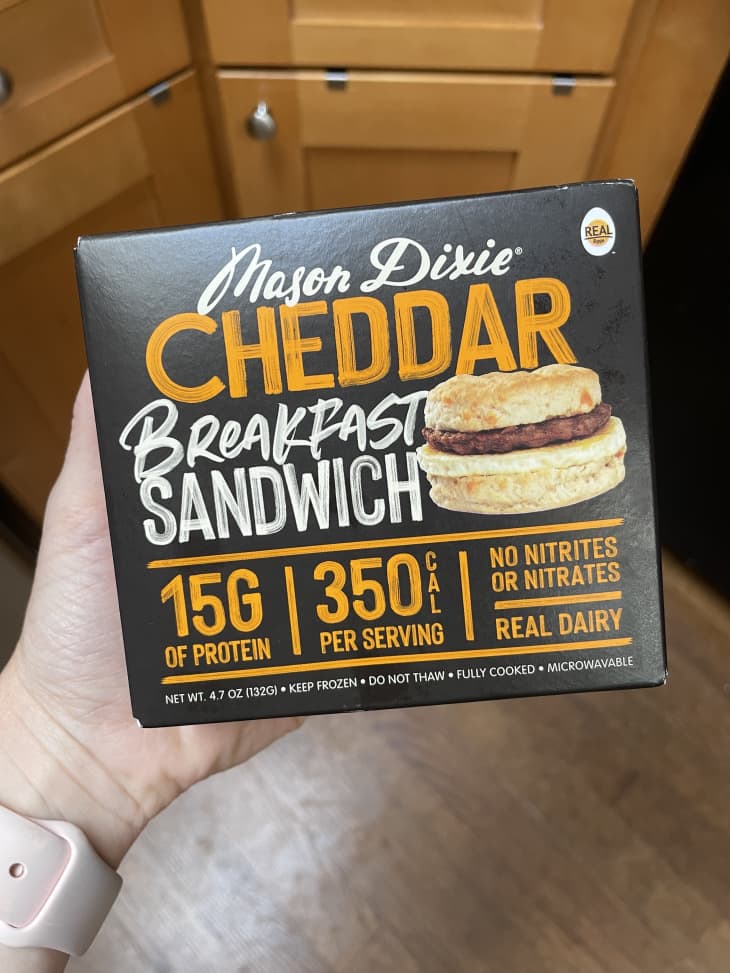 REAL
Eggs
Mason Dixie®
CHEDDAR
BREAKFAST
SANDWICH
15G
OF PROTEIN
350 CAL
PER SERVING
NO NITRITES
OR NITRATES
REAL DAIRY
NET WT. 4.7 OZ (132G) • KEEP FROZEN • DO NOT THAW • FULLY COOKED • MICROWAVABLE